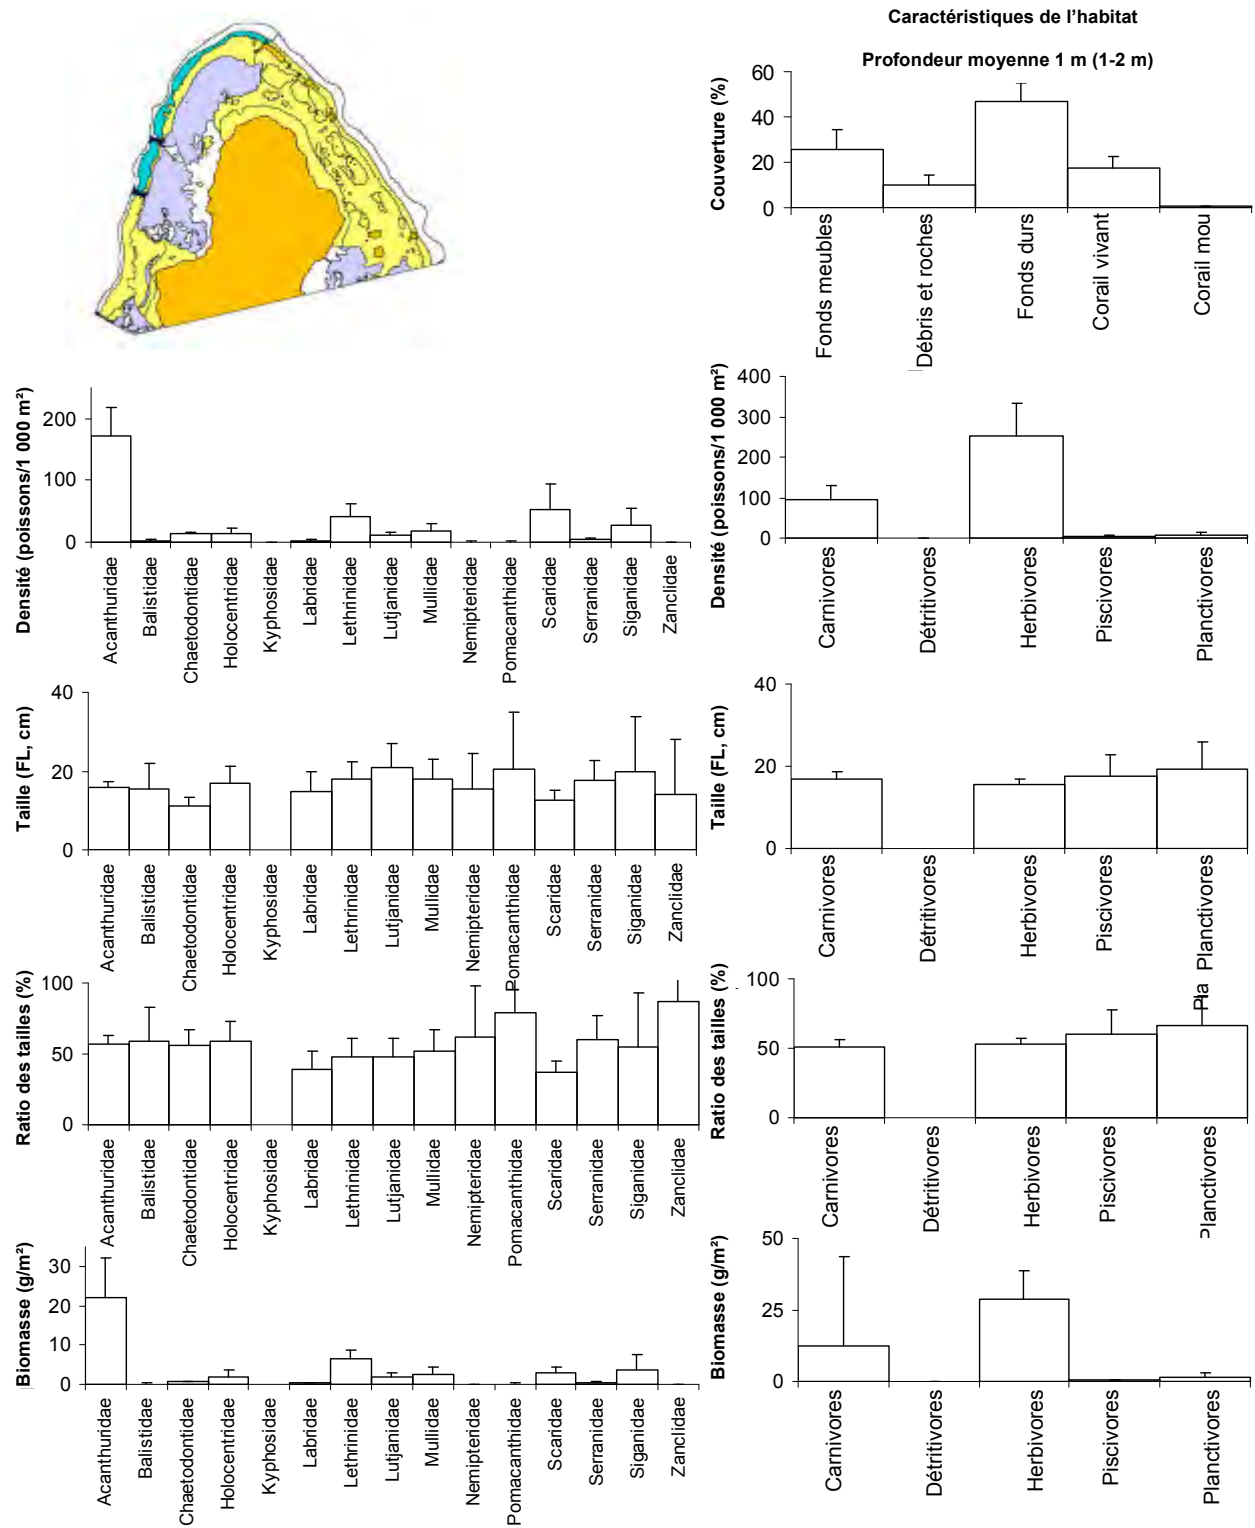 Caractéristiques de l'habitat
Profondeur moyenne 1 m (1-2 m)
Couverture (%)
60
40
20
0
Fonds meubles
Débris et roches
Fonds durs
Corail vivant
Corail mou
Densité (poissons/1 000 m²)
200
100
0
Acanthuridae
Balistidae
Chaetodontidae
Holocentridae
Kyphosidae
Labridae
Lethrinidae
Lutjanidae
Mullidae
Nemipteridae
Pomacanthidae
Scaridae
Serranidae
Siganidae
Zanclidae
Densité (poissons/1 000 m²)
400
300
200
100
0
Carnivores
Détritivores
Herbivores
Piscivores
Planctivores
Taille (FL, cm)
40
20
0
Acanthuridae
Balistidae
Chaetodontidae
Holocentridae
Kyphosidae
Labridae
Lethrinidae
Lutjanidae
Mullidae
Nemipteridae
Pomacanthidae
Scaridae
Serranidae
Siganidae
Zanclidae
Taille (FL, cm)
40
20
0
Carnivores
Détritivores
Herbivores
Piscivores
Pla Planctivores
Ratio des tailles (%)
100
50
0
Acanthuridae
Balistidae
Chaetodontidae
Holocentridae
Kyphosidae
Labridae
Lethrinidae
Lutjanidae
Mullidae
Nemipteridae
Pomacanthidae
Scaridae
Serranidae
Siganidae
Zanclidae
Ratio des tailles (%)
100
50
0
Carnivores
Détritivores
Herbivores
Piscivores
Planctivores
Biomasse (g/m²)
30
20
10
0
Acanthuridae
Balistidae
Chaetodontidae
Holocentridae
Kyphosidae
Labridae
Lethrinidae
Lutjanidae
Mullidae
Nemipteridae
Pomacanthidae
Scaridae
Serranidae
Siganidae
Zanclidae
Biomasse (g/m²)
50
25
0
Carnivores
Détritivores
Herbivores
Piscivores
Planctivores